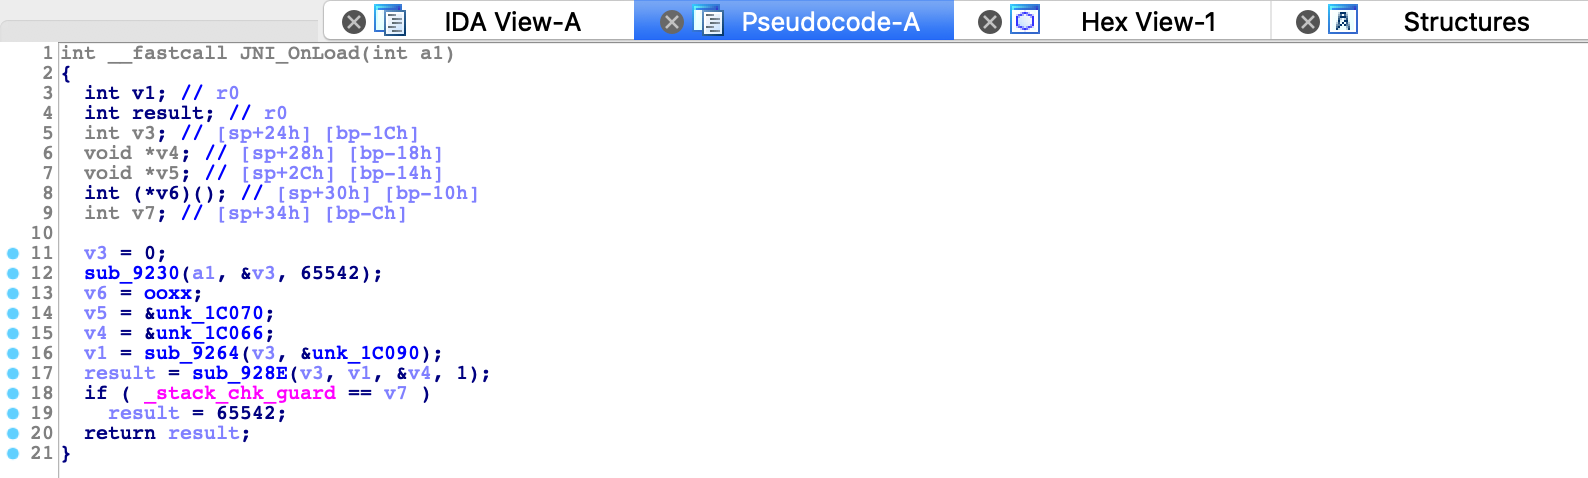 IDA View-A Pseudocode-A Hex View-1 Structures
1 int __fastcall JNI_OnLoad(int a1)
2 {
3 int v1; // r0
4 int result; // r0
5 int v3; // [sp+24h] [bp-1Ch]
6 void *v4; // [sp+28h] [bp-18h]
7 void *v5; // [sp+2Ch] [bp-14h]
8 int (*v6)(); // [sp+30h] [bp-10h]
9 int v7; // [sp+34h] [bp-Ch]
10
11 v3 = 0;
12 sub_9230(a1, &v3, 65542);
13 v6 = ooxx;
14 v5 = &unk_1C070;
15 v4 = &unk_1C066;
16 v1 = sub_9264(v3, &unk_1C090);
17 result = sub_928E(v3, v1, &v4, 1);
18 if ( _stack_chk_guard == v7 )
19 result = 65542;
20 return result;
21 }